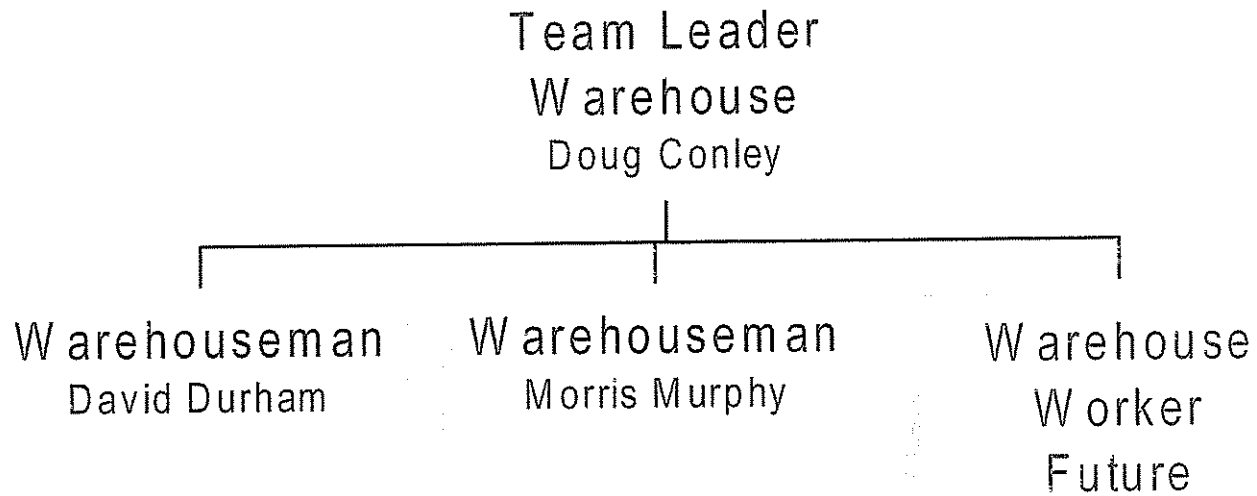 Team Leader
Warehouse
Doug Conley
Warehouseman
David Durham
Warehouseman
Morris Murphy
Warehouse
Worker
Future